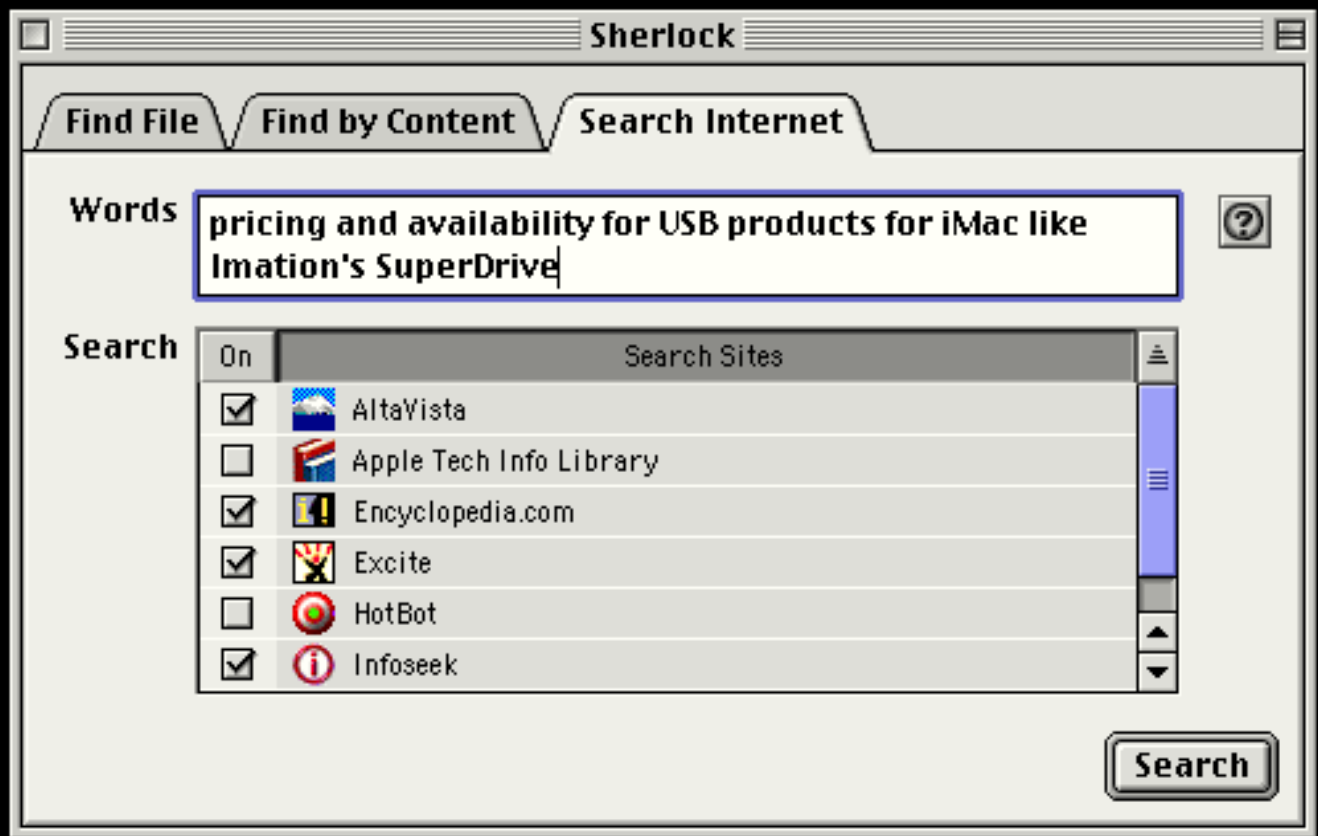 Sherlock
Find File
Find by Content
Search Internet
Words
pricing and availability for USB products for iMac like
Imation's SuperDrive
?
Search
On
Search Sites
AltaVista
Apple Tech Info Library
Encyclopedia.com
Excite
HotBot
Infoseek
Search